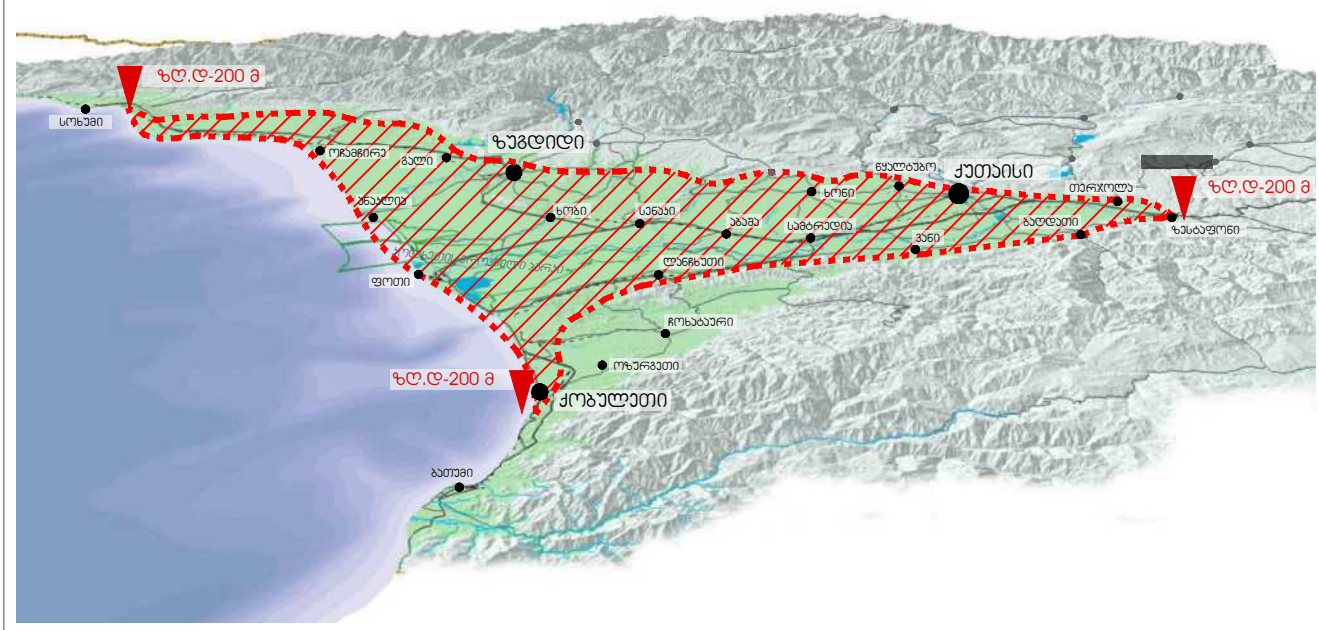 ზღ.დ-200 მ
სოხუმი
ოჩამჩირე
გალი
ზუგდიდი
წყალტუბო
ხონი
ქუთაისი
თერჯოლა
ზღ.დ-200 მ
ანაკლია
ხობი
სენაკი
აბაშა
სამტრედია
ვანი
ბაღდათი
ზესტაფონი
ფოთი
ლანჩხუთი
ჩოხატაური
ოზურგეთი
ზღ.დ-200 მ
ქობულეთი
ბათუმი